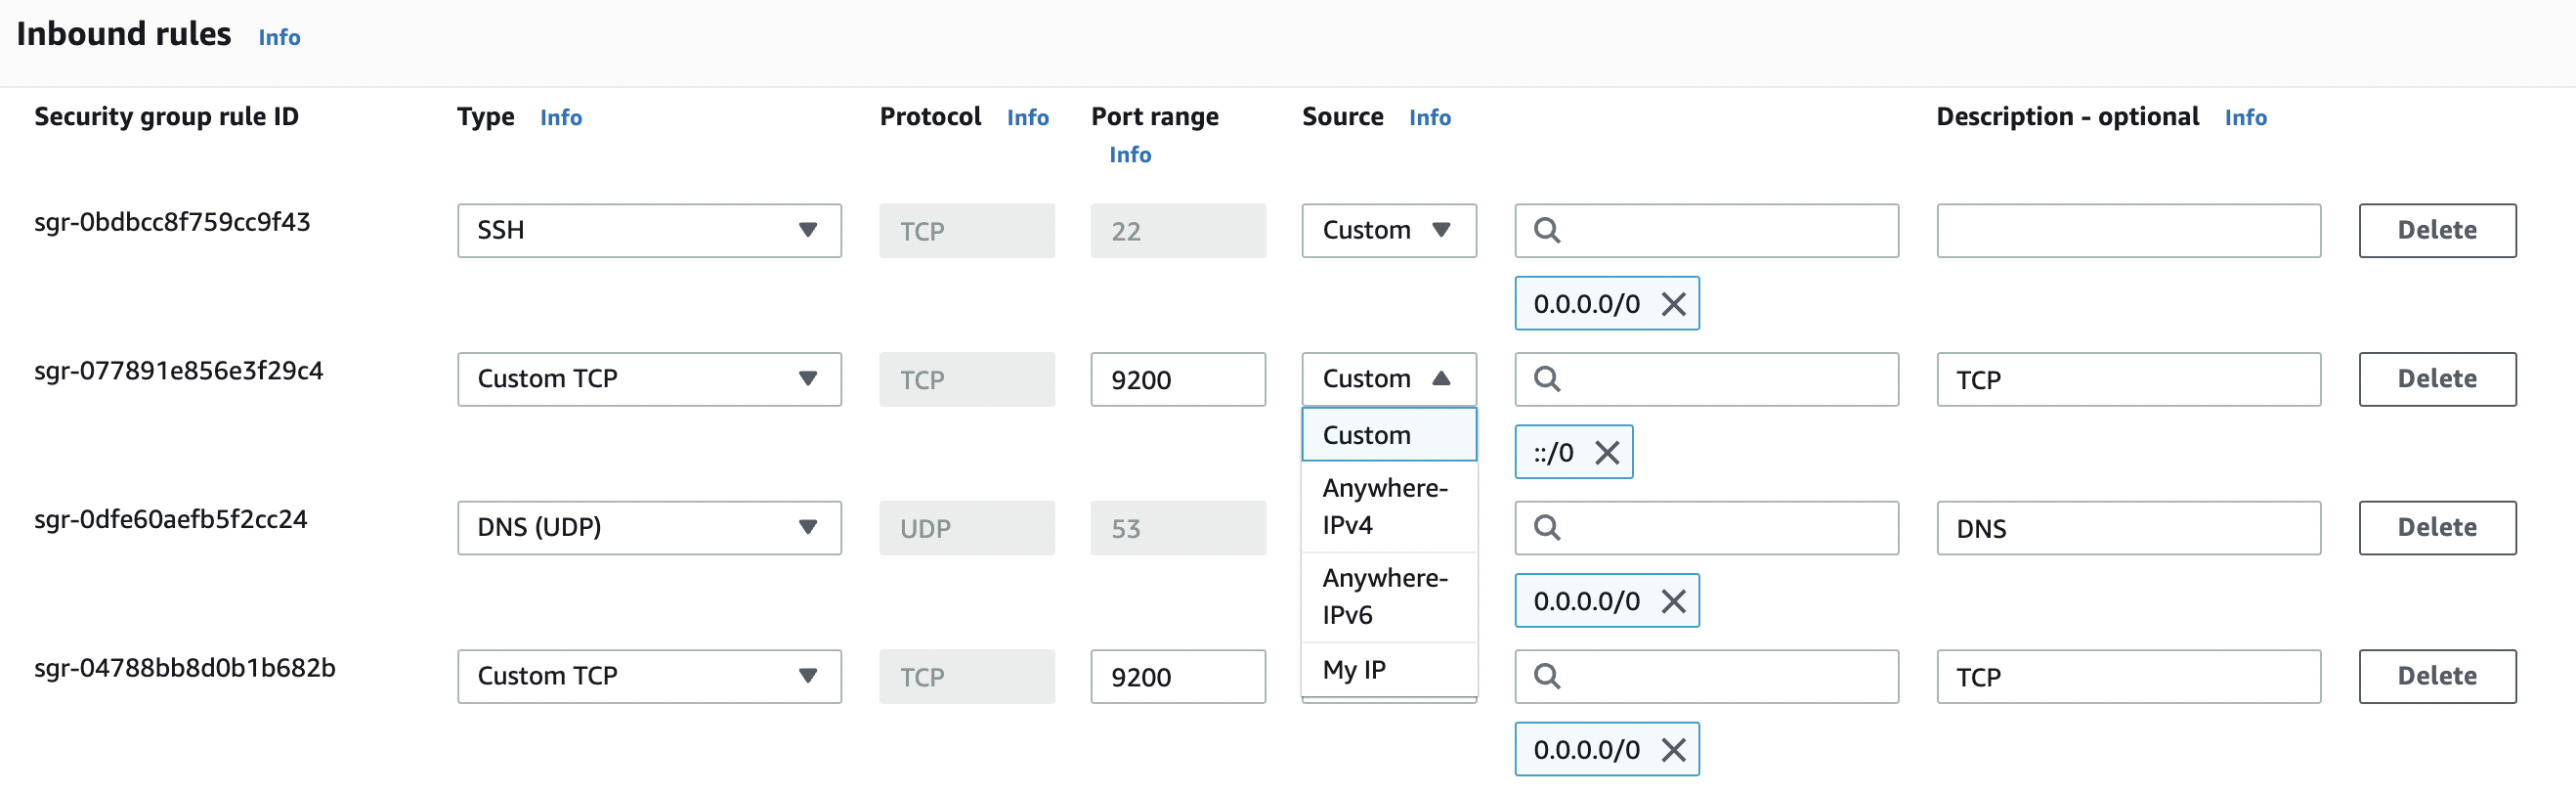 Inbound rules Info
Security group rule ID Type Info Protocol Info Port range Source Info Description - optional Info
Info
sgr-0bdbcc8f759cc9f43 SSH TCP 22 Custom Delete
0.0.0.0/0
sgr-077891e856e3f29c4 Custom TCP TCP 9200 Custom TCP Delete
Custom
::/0
Anywhere-
IPv4
sgr-0dfe60aefb5f2cc24 DNS (UDP) UDP 53 DNS Delete
Anywhere-
IPv6
0.0.0.0/0
sgr-04788bb8d0b1b682b Custom TCP TCP 9200 My IP TCP Delete
0.0.0.0/0